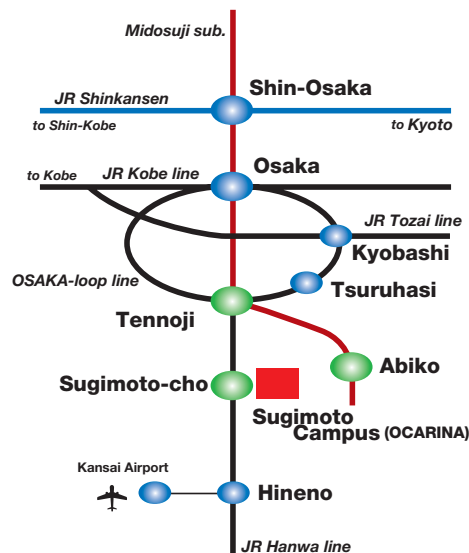 Midosuji sub.
JR Shinkansen
Shin-Osaka
to Shin-Kobe
to Kyoto
Osaka
to Kobe
JR Kobe line
JR Tozai line
Kyobashi
OSAKA-loop line
Tsuruhasi
Tennoji
Abiko
Sugimoto-cho
Sugimoto
Campus (OCARINA)
Kansai Airport
Hineno
JR Hanwa line